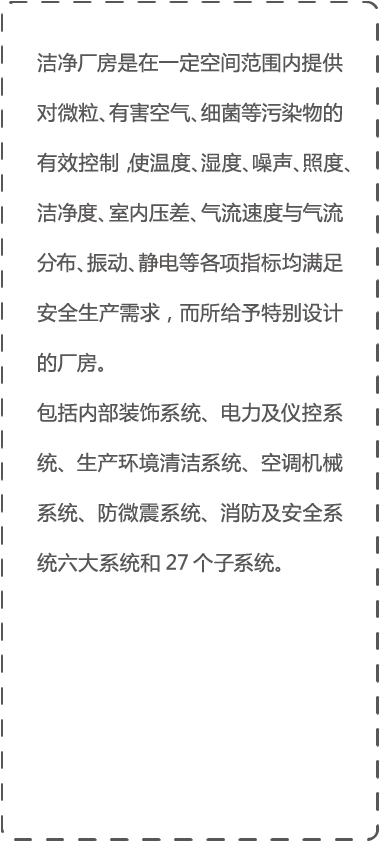 洁净厂房是在一定空间范围内提供
对微粒、有害空气、细菌等污染物的
有效控制,使温度、湿度、噪声、照度、
洁净度、室内压差、气流速度与气流
分布、振动、静电等各项指标均满足
安全生产需求，而所给予特别设计
的厂房。
包括内部装饰系统、电力及仪控系
统、生产环境清洁系统、空调机械
系统、防微震系统、消防及安全系
统六大系统和 27 个子系统。